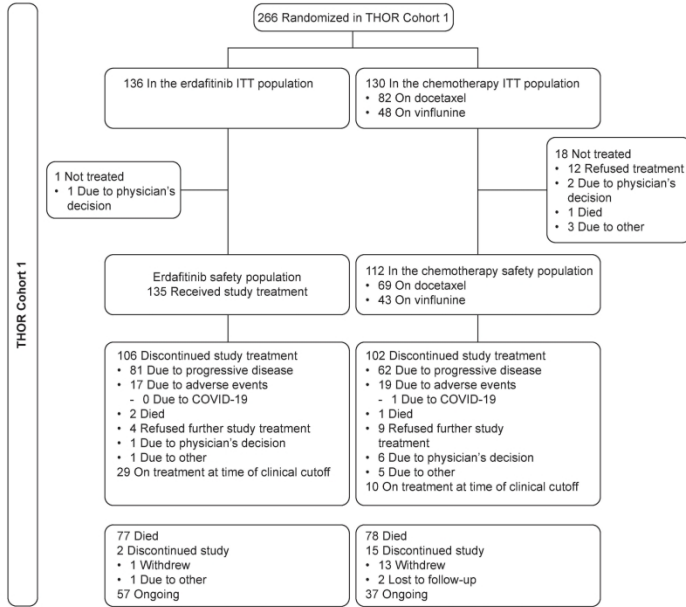 THOR Cohort 1
266 Randomized in THOR Cohort 1
136 In the erdafitinib ITT population
130 In the chemotherapy ITT population
• 82 On docetaxel
• 48 On vinflunine
1 Not treated
• 1 Due to physician's
decision
18 Not treated
• 12 Refused treatment
• 2 Due to physician's
decision
• 1 Died
• 3 Due to other
Erdafitinib safety population
135 Received study treatment
112 In the chemotherapy safety population
• 69 On docetaxel
• 43 On vinflunine
106 Discontinued study treatment
• 81 Due to progressive disease
• 17 Due to adverse events
- 0 Due to COVID-19
• 2 Died
• 4 Refused further study treatment
• 1 Due to physician's decision
• 1 Due to other
29 On treatment at time of clinical cutoff
102 Discontinued study treatment
• 62 Due to progressive disease
• 19 Due to adverse events
- 1 Due to COVID-19
• 1 Died
• 9 Refused further study
treatment
• 6 Due to physician's decision
• 5 Due to other
10 On treatment at time of clinical cutoff
77 Died
2 Discontinued study
• 1 Withdrew
• 1 Due to other
57 Ongoing
78 Died
15 Discontinued study
• 13 Withdrew
• 2 Lost to follow-up
37 Ongoing